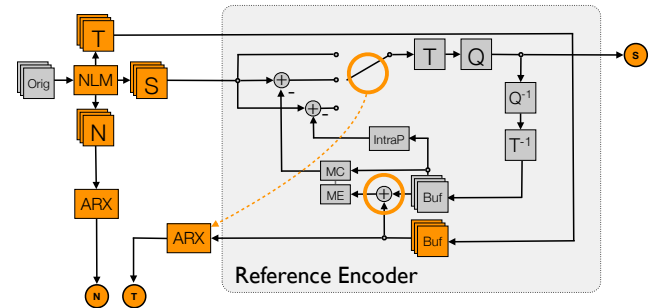 T
S
T
Q
Orig
NLM
S
Q-1
N
IntraP
T-1
MC
ME
Buf
ARX
ARX
Buf
Reference Encoder
N
T